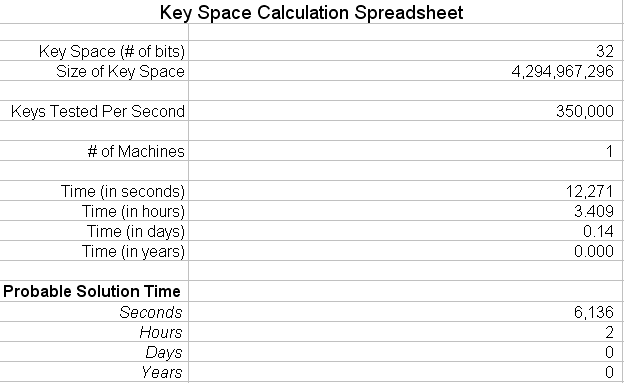 Key Space Calculation Spreadsheet
Key Space (# of bits) 32
Size of Key Space 4,294,967,296
Keys Tested Per Second 350,000
# of Machines 1
Time (in seconds) 12,271
Time (in hours) 3.409
Time (in days) 0.14
Time (in years) 0.000
Probable Solution Time
Seconds 6,136
Hours 2
Days 0
Years 0